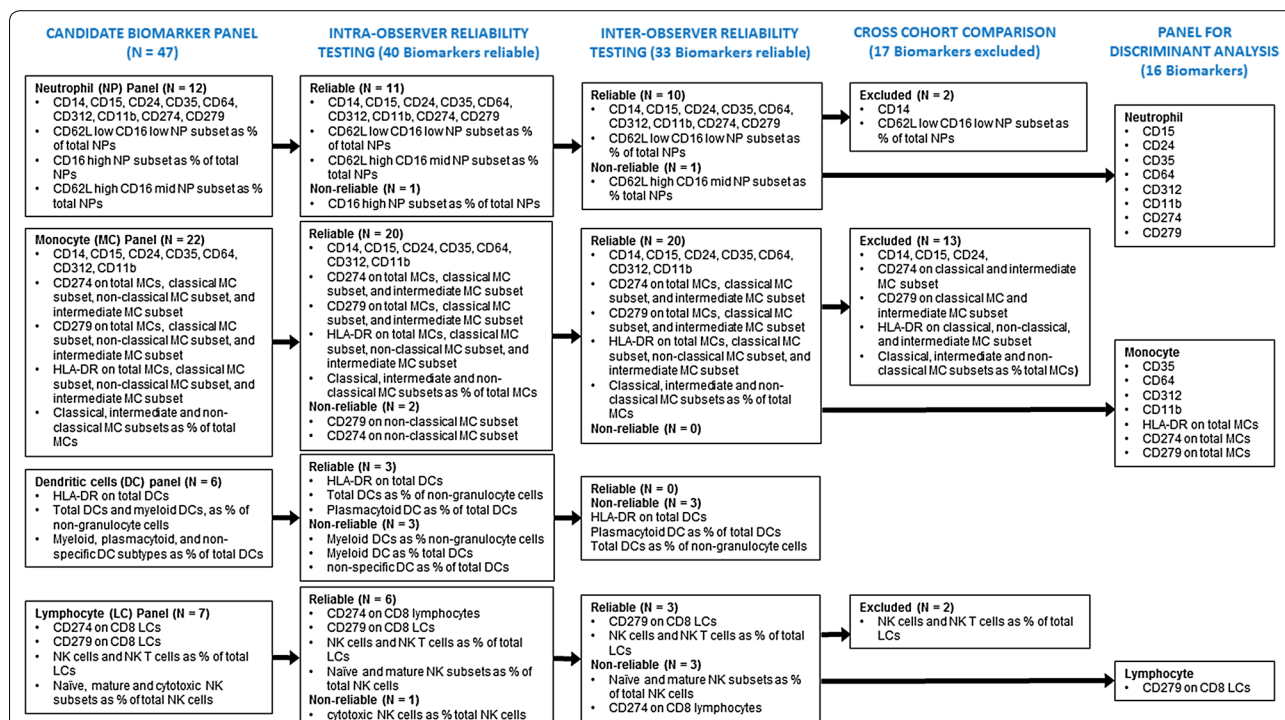 CANDIDATE BIOMARKER PANEL
(N = 47)
INTRA-OBSERVER RELIABILITY
TESTING (40 Biomarkers reliable)
INTER-OBSERVER RELIABILITY
TESTING (33 Biomarkers reliable)
CROSS COHORT COMPARISON
(17 Biomarkers excluded)
PANEL FOR
DISCRIMINANT ANALYSIS
(16 Biomarkers)
Neutrophil (NP) Panel (N = 12)
• CD14, CD15, CD24, CD35, CD64,
CD312, CD11b, CD274, CD279
• CD62L low CD16 low NP subset as %
of total NPs
• CD16 high NP subset as % of total
NPs
• CD62L high CD16 mid NP subset as %
total NPs
Reliable (N = 11)
• CD14, CD15, CD24, CD35, CD64,
CD312, CD11b, CD274, CD279
• CD62L low CD16 low NP subset as %
of total NPs
• CD62L high CD16 mid NP subset as %
total NPs
Non-reliable (N = 1)
• CD16 high NP subset as % of total NPs
Reliable (N = 10)
• CD14, CD15, CD24, CD35, CD64,
CD312, CD11b, CD274, CD279
• CD62L low CD16 low NP subset
as % of total NPs
Non-reliable (N = 1)
• CD62L high CD16 mid NP subset as
% total NPs
Excluded (N = 2)
• CD14
• CD62L low CD16 low NP subset as
% of total NPs
Neutrophil
• CD15
• CD24
• CD35
• CD64
• CD312
• CD11b
• CD274
• CD279
Monocyte (MC) Panel (N = 22)
• CD14, CD15, CD24, CD35, CD64,
CD312, CD11b
• CD274 on total MCs, classical MC
subset, non-classical MC subset, and
intermediate MC subset
• CD279 on total MCs, classical MC
subset, non-classical MC subset, and
intermediate MC subset
• HLA-DR on total MCs, classical MC
subset, non-classical MC subset, and
intermediate MC subset
• Classical, intermediate and non-
classical MC subsets as % of total
MCs
Reliable (N = 20)
• CD14, CD15, CD24, CD35, CD64,
CD312, CD11b
• CD274 on total MCs, classical MC
subset, and intermediate MC subset
• CD279 on total MCs, classical MC
subset, and intermediate MC subset
• HLA-DR on total MCs, classical MC
subset, non-classical MC subset, and
intermediate MC subset
• Classical, intermediate and non-
classical MC subsets as % of total MCs
Non-reliable (N = 2)
• CD279 on non-classical MC subset
• CD274 on non-classical MC subset
Reliable (N = 20)
• CD14, CD15, CD24, CD35, CD64,
CD312, CD11b
• CD274 on total MCs, classical MC
subset, and intermediate MC subset
• CD279 on total MCs, classical MC
subset, and intermediate MC subset
• HLA-DR on total MCs, classical MC
subset, non-classical MC subset, and
intermediate MC subset
• Classical, intermediate and non-
classical MC subsets as % of total
MCs
Non-reliable (N = 0)
Excluded (N = 13)
• CD14, CD15, CD24,
• CD274 on classical and intermediate
MC subset
• CD279 on classical MC and
intermediate MC subset
• HLA-DR on classical, non-classical,
and intermediate MC subset
• Classical, intermediate and non-
classical MC subsets as % total MCs)
Monocyte
• CD35
• CD64
• CD312
• CD11b
• HLA-DR on total MCs
• CD274 on total MCs
• CD279 on total MCs
Dendritic cells (DC) panel (N = 6)
• HLA-DR on total DCs
• Total DCs and myeloid DCs, as % of
non-granulocyte cells
• Myeloid, plasmacytoid, and non-
specific DC subtypes as % of total DCs
Reliable (N = 3)
• HLA-DR on total DCs
• Total DCs as % of non-granulocyte cells
• Plasmacytoid DC as % of total DCs
Non-reliable (N = 3)
• Myeloid DCs as % non-granulocyte cells
• Myeloid DC as % total DCs
• non-specific DC as % of total DCs
Reliable (N = 0)
Non-reliable (N = 3)
HLA-DR on total DCs
Plasmacytoid DC as % of total DCs
Total DCs as % of non-granulocyte cells
Lymphocyte (LC) Panel (N = 7)
• CD274 on CD8 LCs
• CD279 on CD8 LCs
• NK cells and NK T cells as % of total
LCs
• Naïve, mature and cytotoxic NK
subsets as % of total NK cells
Reliable (N = 6)
• CD274 on CD8 lymphocytes
• CD279 on CD8 LCs
• NK cells and NK T cells as % of total
LCs
• Naïve and mature NK subsets as % of
total NK cells
Non-reliable (N = 1)
• cytotoxic NK cells as % total NK cells
Reliable (N = 3)
• CD279 on CD8 LCs
• NK cells and NK T cells as % of total
LCs
Non-reliable (N = 3)
• Naïve and mature NK subsets as %
of total NK cells
• CD274 on CD8 lymphocytes
Excluded (N = 2)
• NK cells and NK T cells as % of total
LCs
Lymphocyte
• CD279 on CD8 LCs